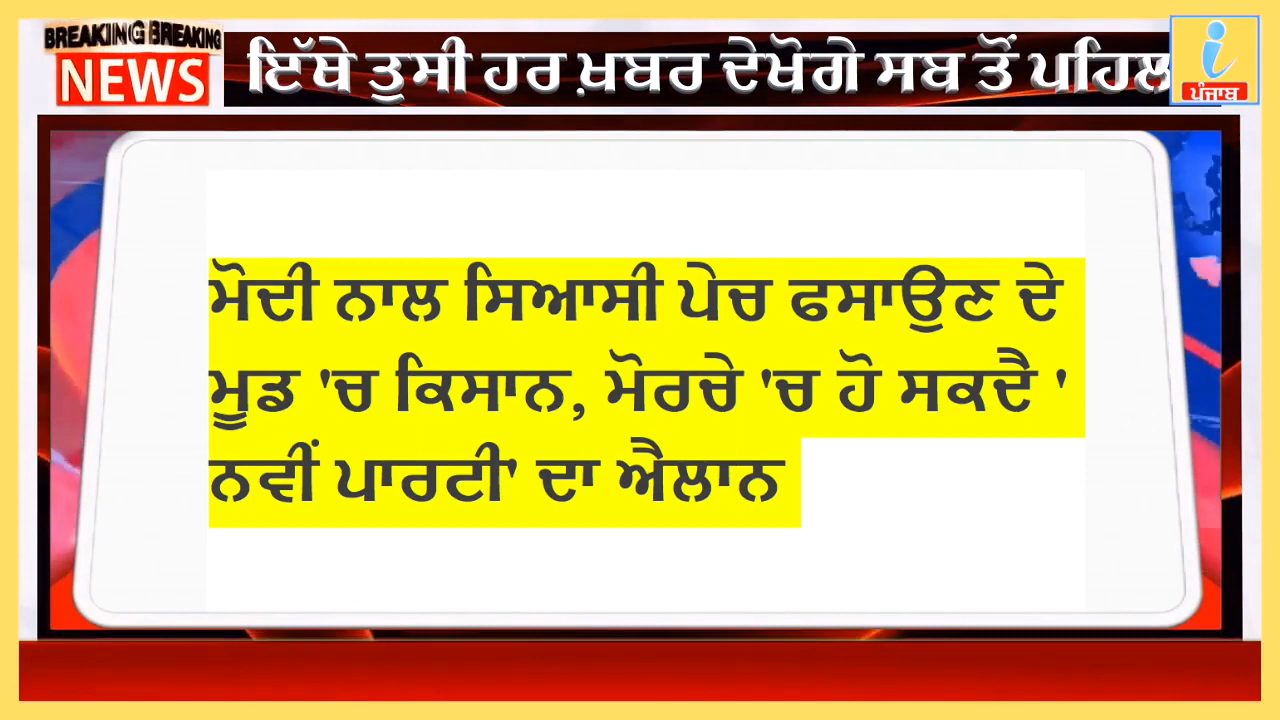 BREAKING BREAKING
NEWS
ਇੱਥੇ ਤੁਸੀ ਹਰ ਖ਼ਬਰ ਦੇਖੋਗੇ ਸਬ ਤੋਂ ਪਹਿਲ
i
ਪੰਜਾਬ
ਮੋਦੀ ਨਾਲ ਸਿਆਸੀ ਪੇਚ ਫਸਾਉਣ ਦੇ
ਮੂਡ 'ਚ ਕਿਸਾਨ, ਮੋਰਚੇ 'ਚ ਹੋ ਸਕਦੈ '
ਨਵੀਂ ਪਾਰਟੀ' ਦਾ ਐਲਾਨ